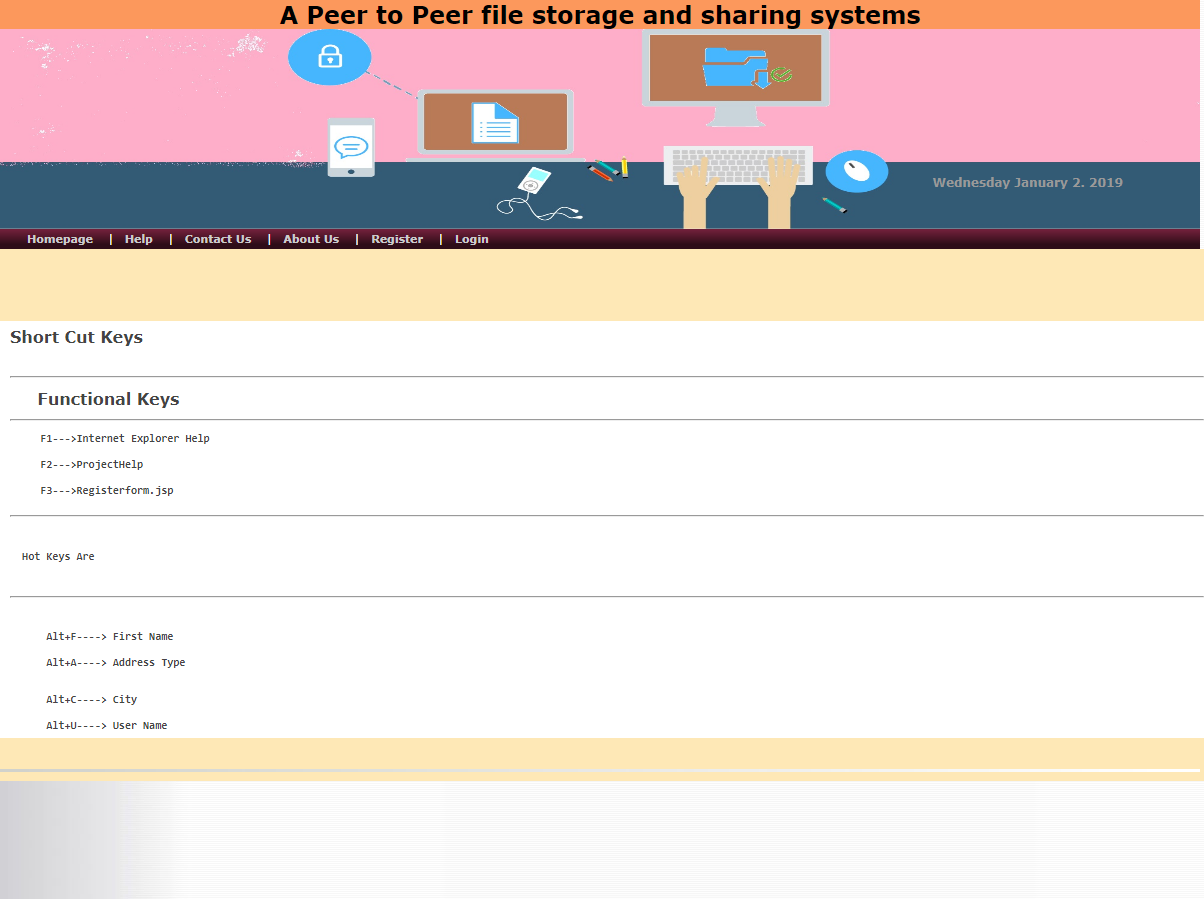 A Peer to Peer file storage and sharing systems
Wednesday January 2. 2019
Homepage | Help | Contact Us | About Us | Register | Login
Short Cut Keys
Functional Keys
F1--->Internet Explorer Help
F2--->ProjectHelp
F3--->Registerform.jsp
Hot Keys Are
Alt+F----> First Name
Alt+A----> Address Type
Alt+C----> City
Alt+U----> User Name